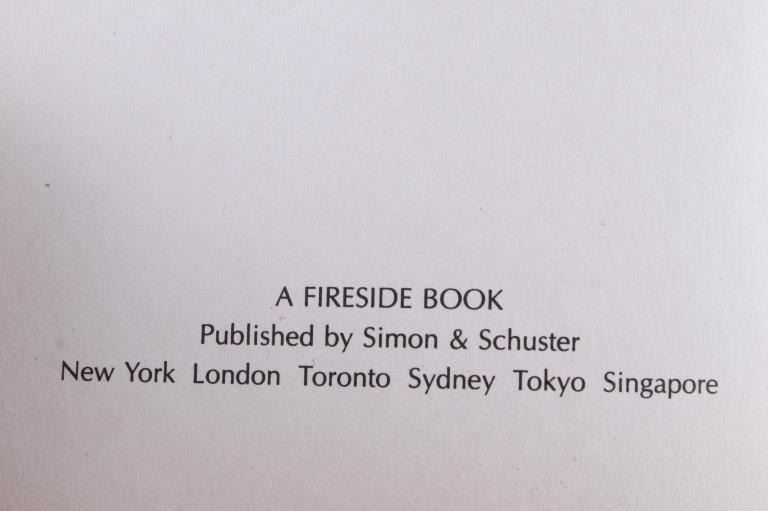 A FIRESIDE BOOK
Published by Simon & Schuster
New York London Toronto Sydney Tokyo Singapore